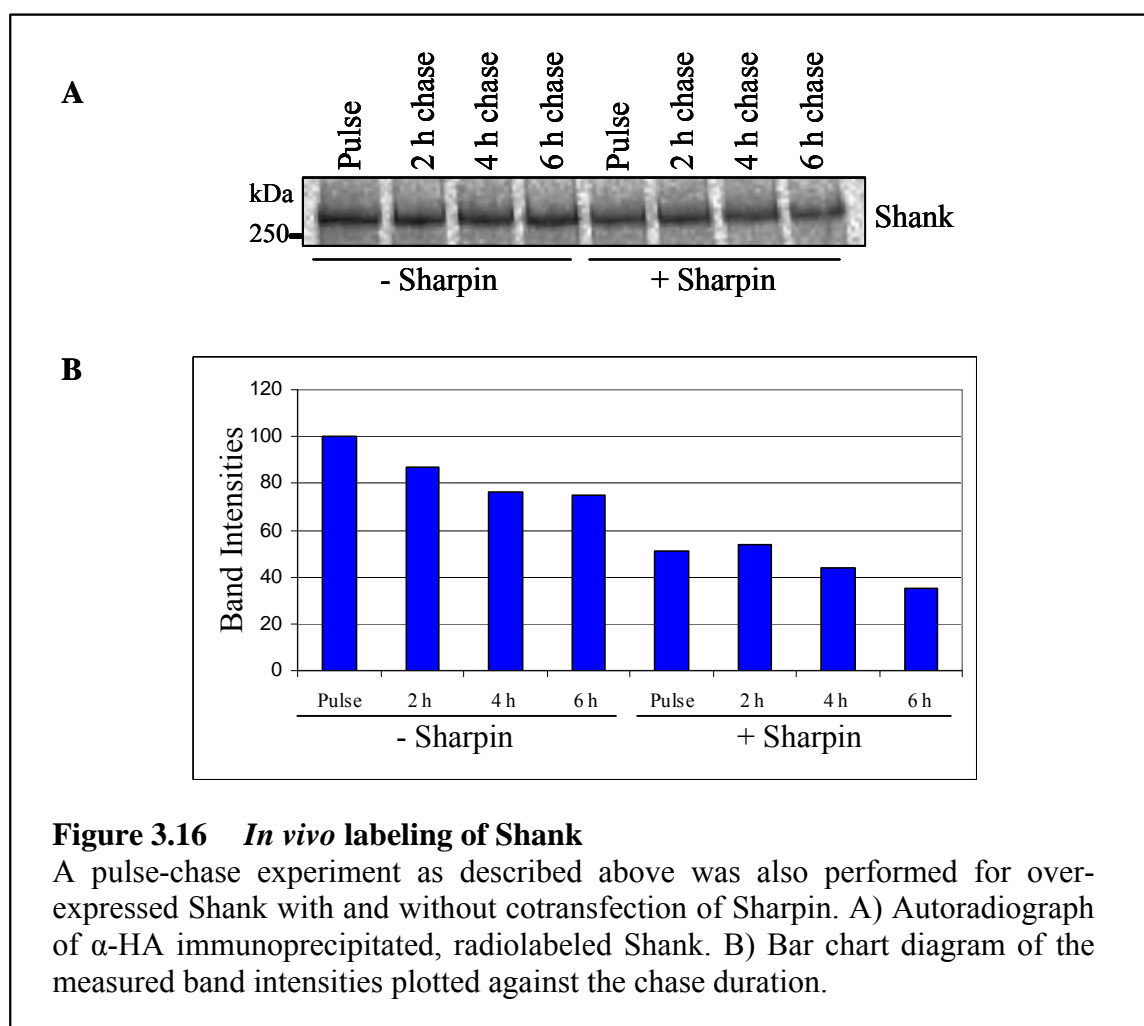 A
Pulse 2 h chase 4 h chase 6 h chase Pulse 2 h chase 4 h chase 6 h chase
kDa
250
Shank
- Sharpin + Sharpin
B
Band Intensities
120
100
80
60
40
20
0
Pulse 2 h 4 h 6 h Pulse 2 h 4 h 6 h
- Sharpin + Sharpin
Figure 3.16 In vivo labeling of Shank
A pulse-chase experiment as described above was also performed for over-
expressed Shank with and without cotransfection of Sharpin. A) Autoradiograph
of α-HA immunoprecipitated, radiolabeled Shank. B) Bar chart diagram of the
measured band intensities plotted against the chase duration.